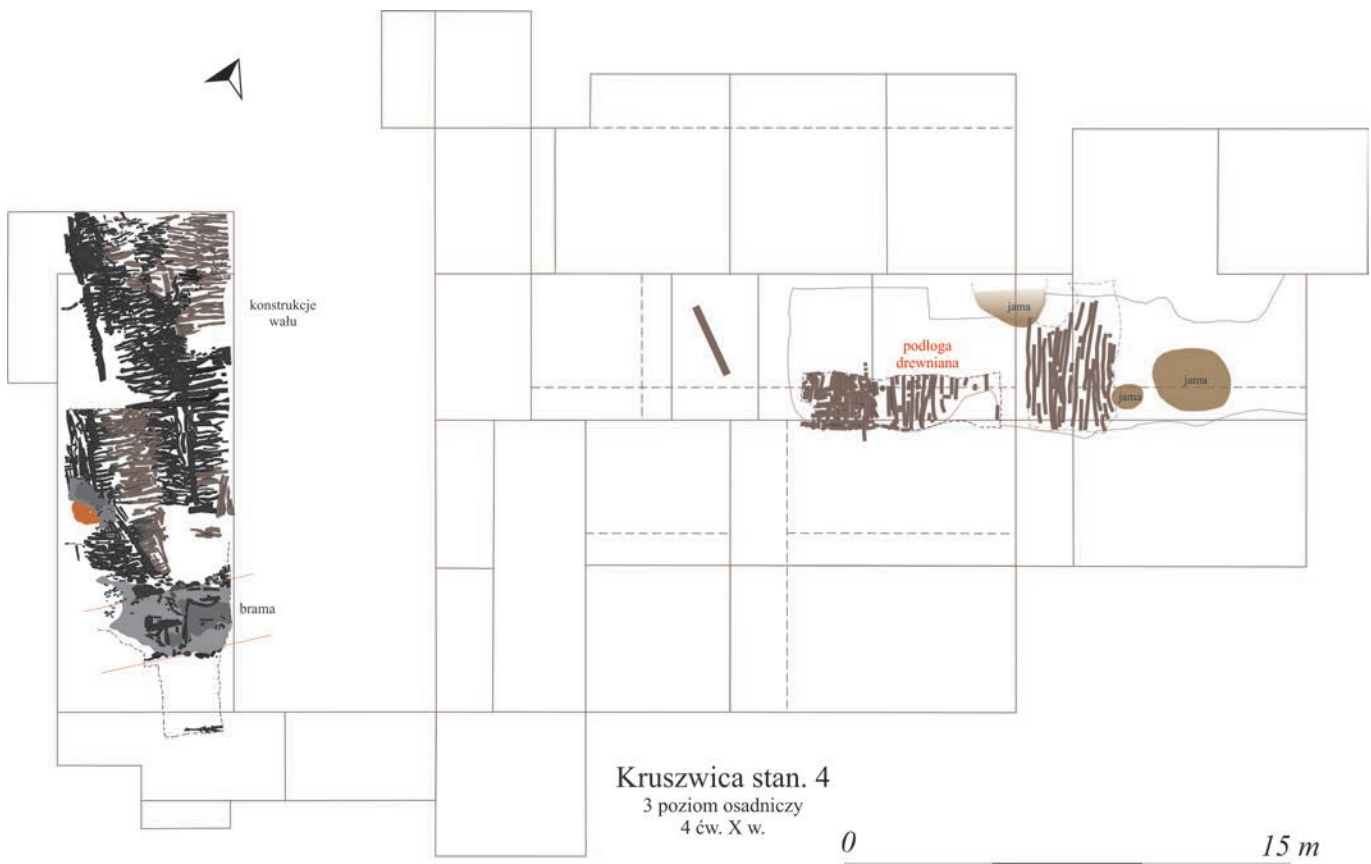 konstrukcje
wału
jama
podłoga
drewniana
jama
jama
brama
Kruszwica stan. 4
3 poziom osadniczy
4 ćw. X w.
0
15 m